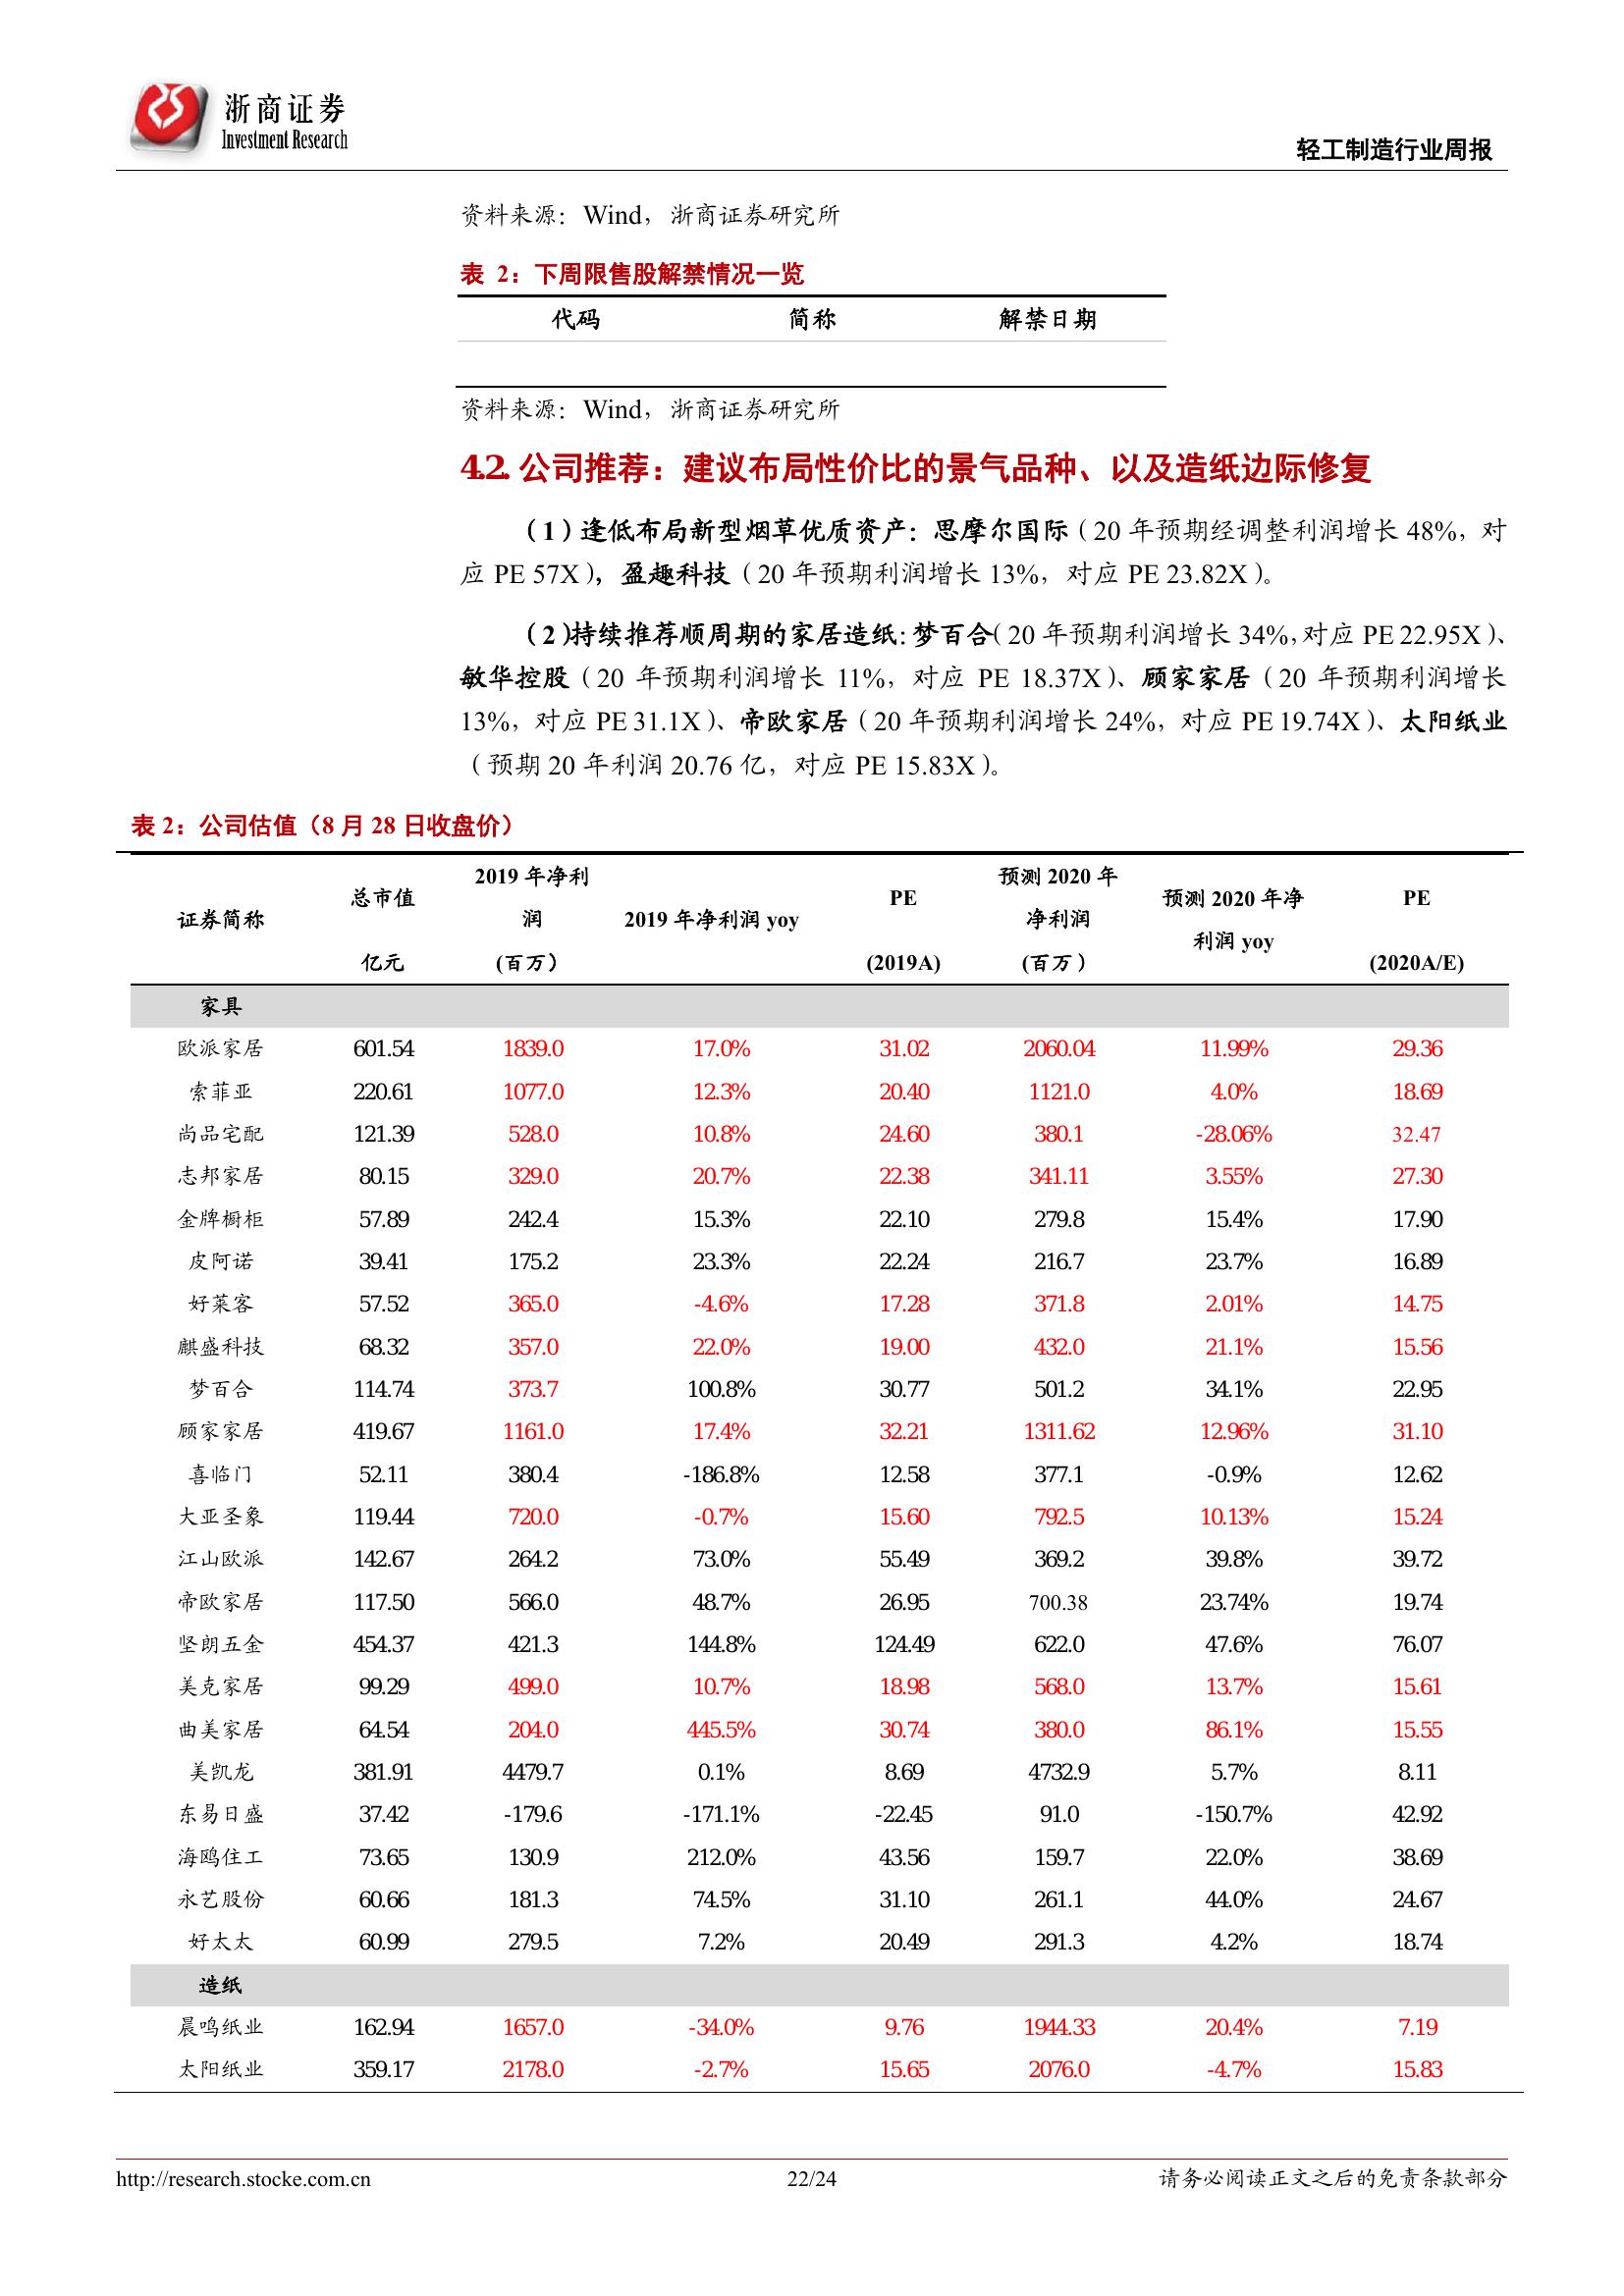 浙商证券
Investment Research
轻工制造行业周报
资料来源：Wind，浙商证券研究所
表 2：下周限售股解禁情况一览
代码 简称 解禁日期
资料来源：Wind，浙商证券研究所
4.2. 公司推荐：建议布局性价比的景气品种、以及造纸边际修复
（1）逢低布局新型烟草优质资产：思摩尔国际（20 年预期经调整利润增长 48%，对
应 PE 57X），盈趣科技（20 年预期利润增长 13%，对应 PE 23.82X）。
（2）持续推荐顺周期的家居造纸：梦百合（20 年预期利润增长 34%，对应 PE 22.95X）、
敏华控股（20 年预期利润增长 11%，对应 PE 18.37X）、顾家家居（20 年预期利润增长
13%，对应 PE 31.1X）、帝欧家居（20 年预期利润增长 24%，对应 PE 19.74X）、太阳纸业
（预期 20 年利润 20.76 亿，对应 PE 15.83X）。
表 2：公司估值（8 月 28 日收盘价）
证券简称 总市值 亿元 2019 年净利润 (百万） 2019 年净利润 yoy PE (2019A) 预测 2020 年净利润 (百万） 预测 2020 年净利润 yoy PE (2020A/E)
家具
欧派家居 601.54 1839.0 17.0% 31.02 2060.04 11.99% 29.36
索菲亚 220.61 1077.0 12.3% 20.40 1121.0 4.0% 18.69
尚品宅配 121.39 528.0 10.8% 24.60 380.1 -28.06% 32.47
志邦家居 80.15 329.0 20.7% 22.38 341.11 3.55% 27.30
金牌橱柜 57.89 242.4 15.3% 22.10 279.8 15.4% 17.90
皮阿诺 39.41 175.2 23.3% 22.24 216.7 23.7% 16.89
好莱客 57.52 365.0 -4.6% 17.28 371.8 2.01% 14.75
麒盛科技 68.32 357.0 22.0% 19.00 432.0 21.1% 15.56
梦百合 114.74 373.7 100.8% 30.77 501.2 34.1% 22.95
顾家家居 419.67 1161.0 17.4% 32.21 1311.62 12.96% 31.10
喜临门 52.11 380.4 -186.8% 12.58 377.1 -0.9% 12.62
大亚圣象 119.44 720.0 -0.7% 15.60 792.5 10.13% 15.24
江山欧派 142.67 264.2 73.0% 55.49 369.2 39.8% 39.72
帝欧家居 117.50 566.0 48.7% 26.95 700.38 23.74% 19.74
坚朗五金 454.37 421.3 144.8% 124.49 622.0 47.6% 76.07
美克家居 99.29 499.0 10.7% 18.98 568.0 13.7% 15.61
曲美家居 64.54 204.0 445.5% 30.74 380.0 86.1% 15.55
美凯龙 381.91 4479.7 0.1% 8.69 4732.9 5.7% 8.11
东易日盛 37.42 -179.6 -171.1% -22.45 91.0 -150.7% 42.92
海鸥住工 73.65 130.9 212.0% 43.56 159.7 22.0% 38.69
永艺股份 60.66 181.3 74.5% 31.10 261.1 44.0% 24.67
好太太 60.99 279.5 7.2% 20.49 291.3 4.2% 18.74
造纸
晨鸣纸业 162.94 1657.0 -34.0% 9.76 1944.33 20.4% 7.19
太阳纸业 359.17 2178.0 -2.7% 15.65 2076.0 -4.7% 15.83
http://research.stocke.com.cn 22/24 请务必阅读正文之后的免责条款部分